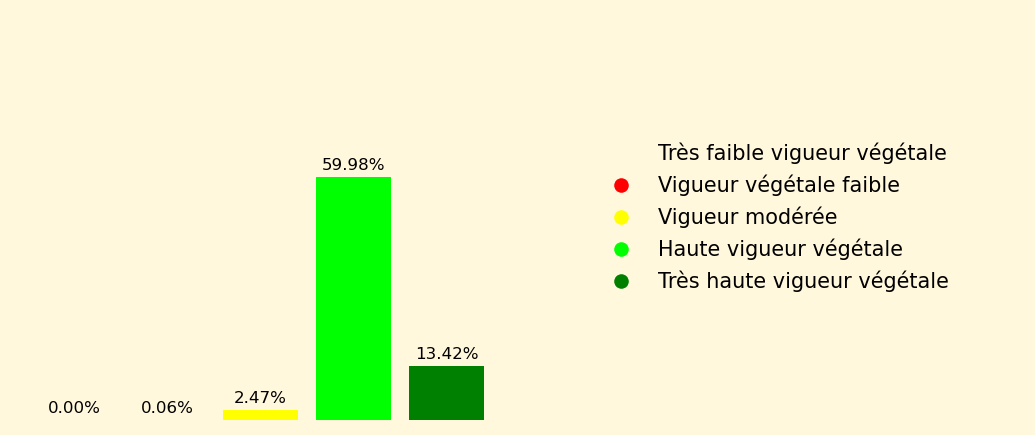 59.98%
13.42%
2.47%
0.00%
0.06%
Très faible vigueur végétale
Vigueur végétale faible
Vigueur modérée
Haute vigueur végétale
Très haute vigueur végétale